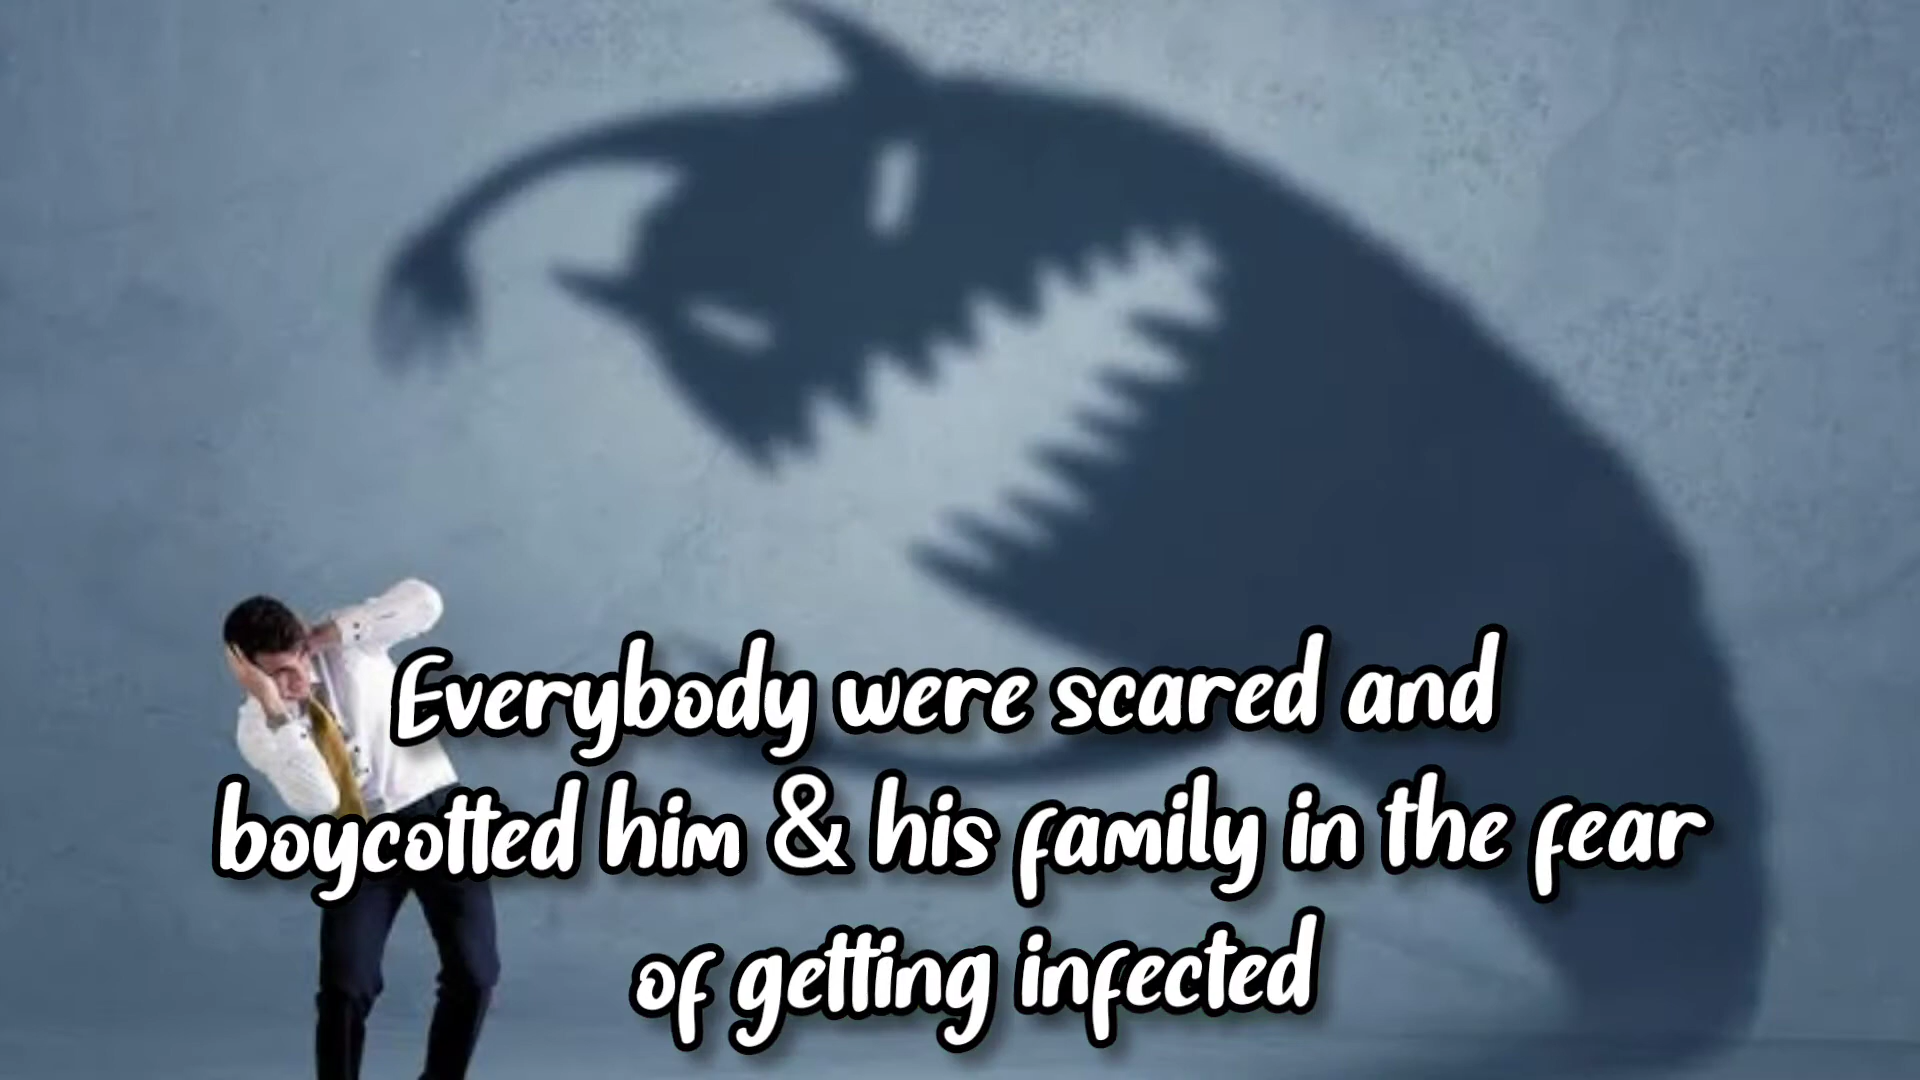 Everybody were scared and
boycotted him & his family in the fear
of getting infected